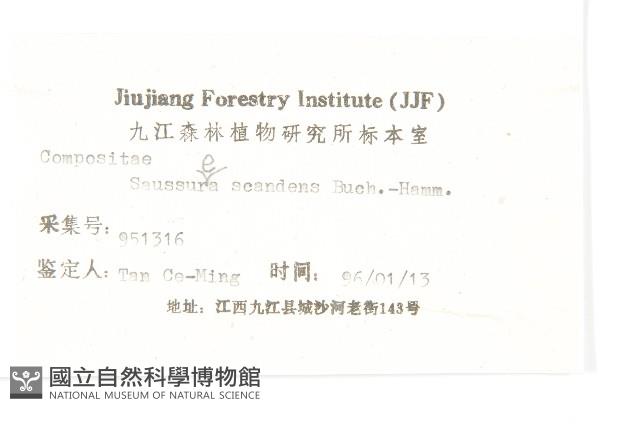 Jiujiang Forestry Institute (JJF)
九江森林植物研究所标本室
Compositae
Saussurea scandens Buch.-Hamm.
采集号: 951316
鉴定人: Tan Ce-Ming 时间: 96/01/13
地址: 江西九江县城沙河老街143号
國立自然科學博物館
NATIONAL MUSEUM OF NATURAL SCIENCE